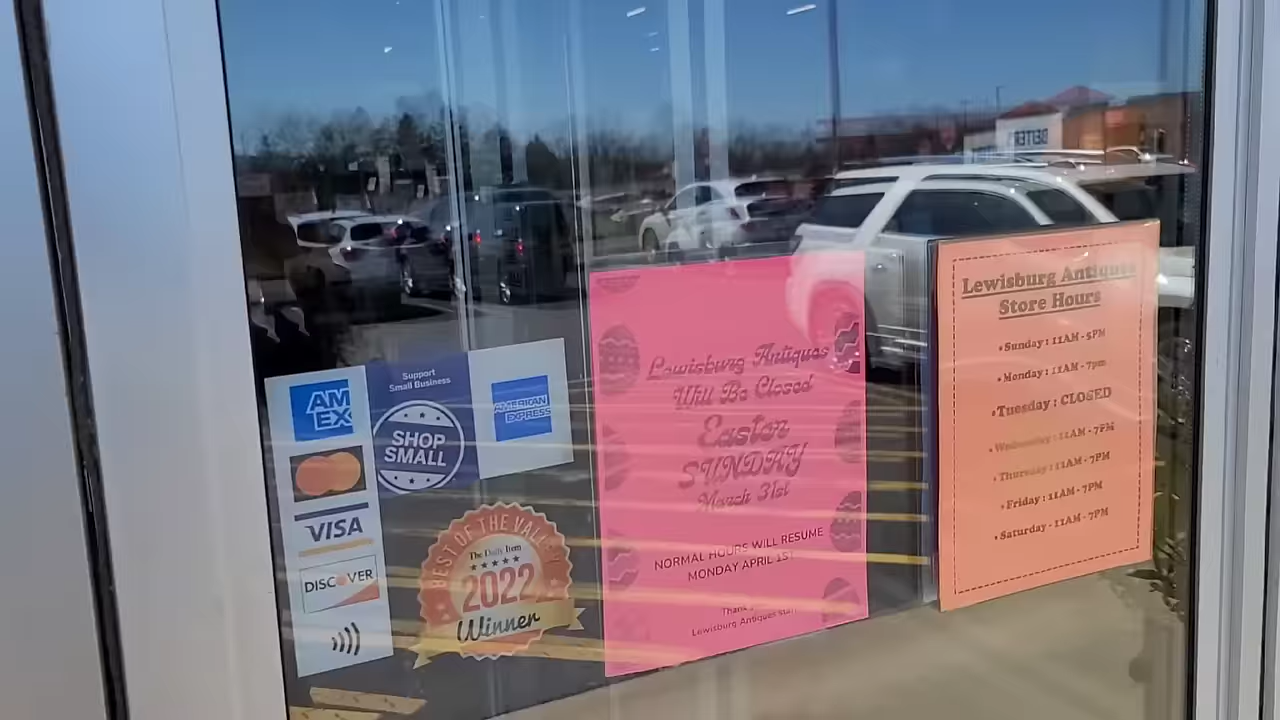 AM
EX
VISA
DISCOVER
Support
Small Business
SHOP
SMALL
AMERICAN
EXPRESS
BEST OF THE VALLEY
The Daily Item
2022
Winner
Lewisburg Antiques
Will Be Closed
Easter
SUNDAY
March 31st
NORMAL HOURS WILL RESUME
MONDAY APRIL 1ST
Lewisburg Antiques Staff
Lewisburg Antiques
Store Hours
• Sunday : 11AM - 5PM
• Monday : 11AM - 7pm
• Tuesday : CLOSED
• Wednesday : 11AM - 7PM
• Thursday : 11AM - 7PM
• Friday : 11AM - 7PM
• Saturday : 11AM - 7PM